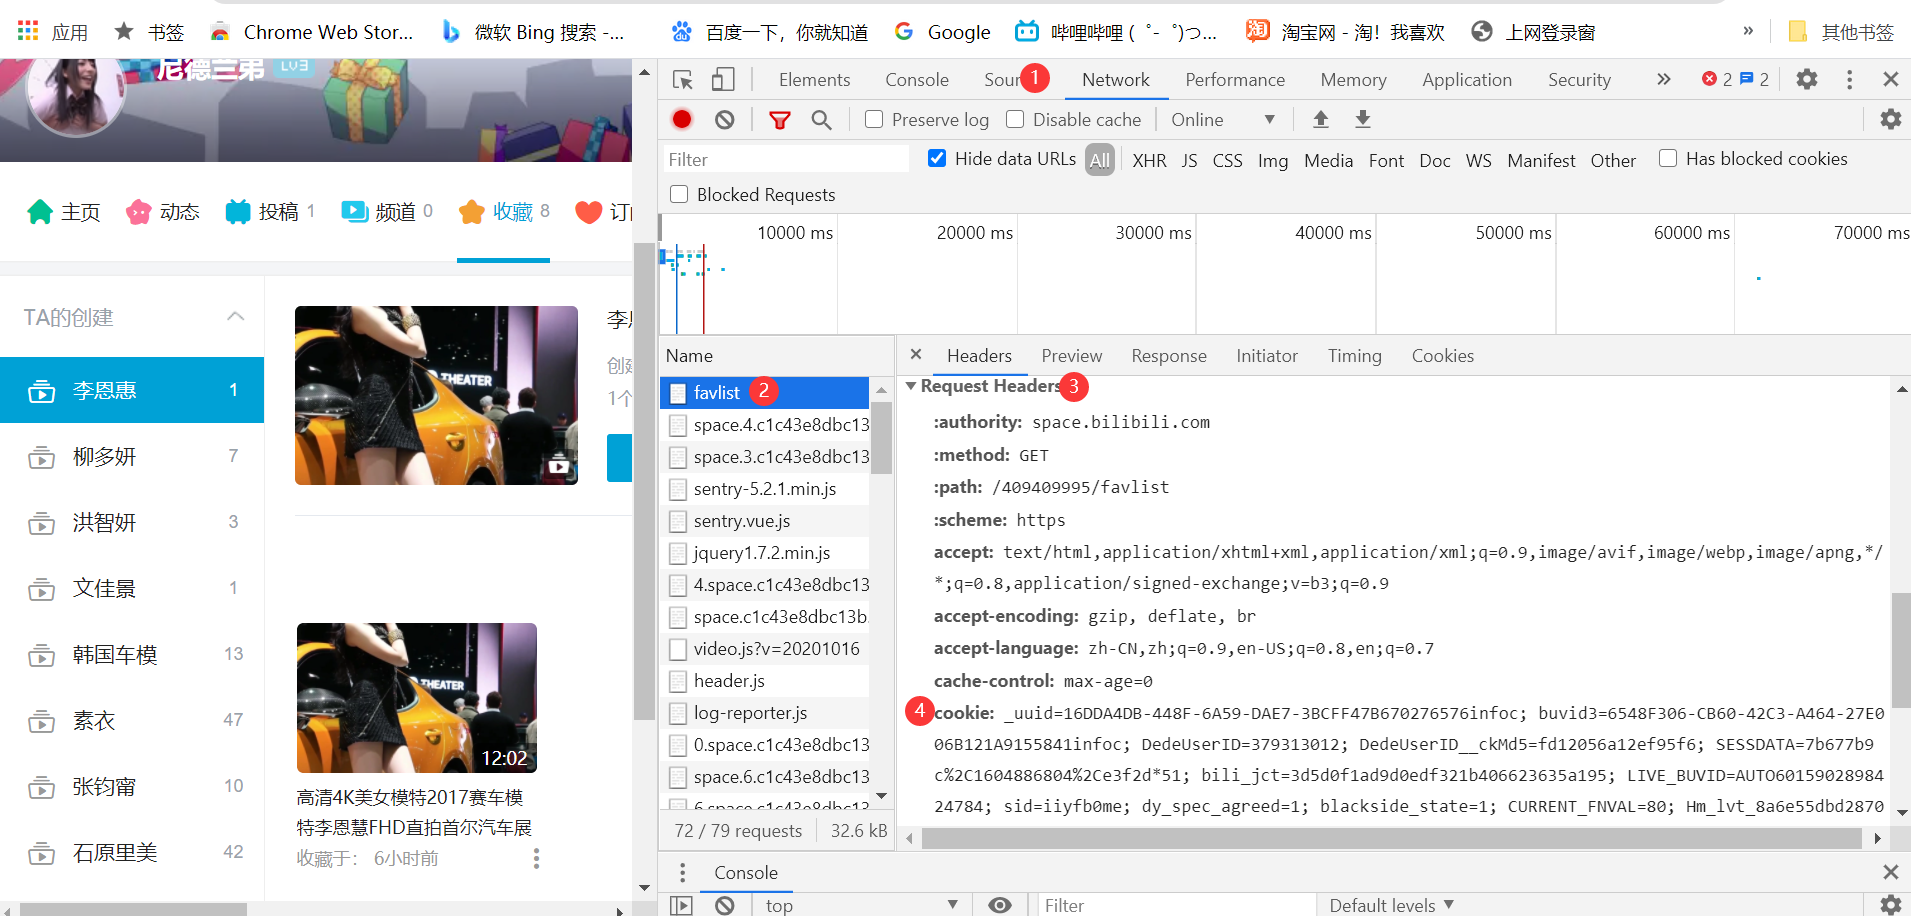 应用 书签 Chrome Web Stor... 微软 Bing 搜索 -... 百度一下，你就知道 Google 哔哩哔哩 ( ゜- ゜)つ... 淘宝网 - 淘！我喜欢 上网登录窗 » 其他书签
尼德兰弟 LV3
主页 动态 投稿 1 频道 0 收藏 8
TA的创建
李恩惠 1
柳多妍 7
洪智妍 3
文佳景 1
韩国车模 13
素衣 47
张钧甯 10
石原里美 42
THEATER
李
创建
1个
THEATER
12:02
高清4K美女模特2017赛车模
特李恩慧FHD直拍首尔汽车展
收藏于： 6小时前
Elements Console Sour 1 Network Performance Memory Application Security » 2 2
Preserve log Disable cache Online
Filter Hide data URLs All XHR JS CSS Img Media Font Doc WS Manifest Other Has blocked cookies
Blocked Requests
10000 ms 20000 ms 30000 ms 40000 ms 50000 ms 60000 ms 70000 ms
Name
favlist 2
space.4.c1c43e8dbc13
space.3.c1c43e8dbc13
sentry-5.2.1.min.js
sentry.vue.js
jquery1.7.2.min.js
4.space.c1c43e8dbc13
space.c1c43e8dbc13b
video.js?v=20201016
header.js
log-reporter.js
0.space.c1c43e8dbc13
space.6.c1c43e8dbc13
6.space.c1c43e8dbc13
72 / 79 requests 32.6 kB
Headers Preview Response Initiator Timing Cookies
Request Headers 3
:authority: space.bilibili.com
:method: GET
:path: /409409995/favlist
:scheme: https
accept: text/html,application/xhtml+xml,application/xml;q=0.9,image/avif,image/webp,image/apng,*/
*;q=0.8,application/signed-exchange;v=b3;q=0.9
accept-encoding: gzip, deflate, br
accept-language: zh-CN,zh;q=0.9,en-US;q=0.8,en;q=0.7
cache-control: max-age=0
4 cookie: _uuid=16DDA4DB-448F-6A59-DAE7-3BCFF47B670276576infoc; buvid3=6548F306-CB60-42C3-A464-27E0
06B121A9155841infoc; DedeUserID=379313012; DedeUserID__ckMd5=fd12056a12ef95f6; SESSDATA=7b677b9
c%2C1604886804%2Ce3f2d*51; bili_jct=3d5d0f1ad9d0edf321b406623635a195; LIVE_BUVID=AUTO60159028984
24784; sid=iiyfb0me; dy_spec_agreed=1; blackside_state=1; CURRENT_FNVAL=80; Hm_lvt_8a6e55dbd2870
Console
top Filter Default levels